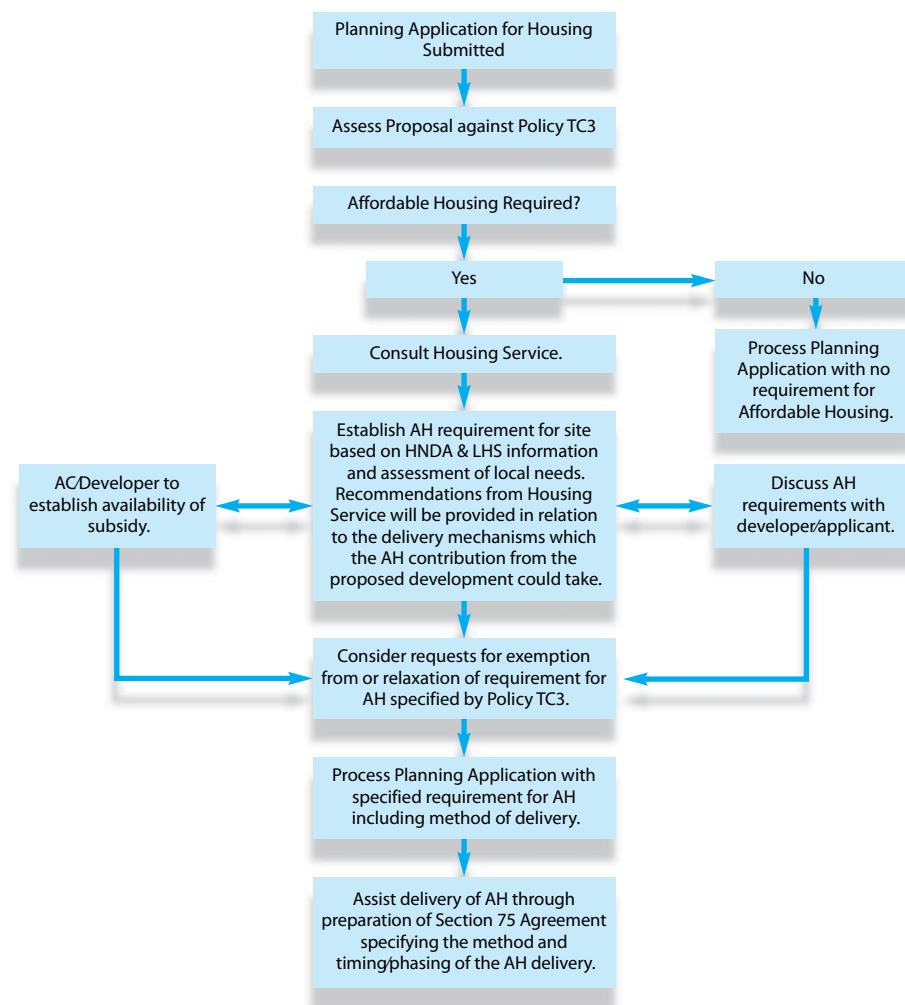 Planning Application for Housing
Submitted
Assess Proposal against Policy TC3
Affordable Housing Required?
Yes
No
Consult Housing Service.
Process Planning
Application with no
requirement for
Affordable Housing.
Establish AH requirement for site
based on HNDA & LHS information
and assessment of local needs.
Recommendations from Housing
Service will be provided in relation
to the delivery mechanisms which
the AH contribution from the
proposed development could take.
AC/Developer to
establish availability of
subsidy.
Discuss AH
requirements with
developer/applicant.
Consider requests for exemption
from or relaxation of requirement for
AH specified by Policy TC3.
Process Planning Application with
specified requirement for AH
including method of delivery.
Assist delivery of AH through
preparation of Section 75 Agreement
specifying the method and
timing/phasing of the AH delivery.